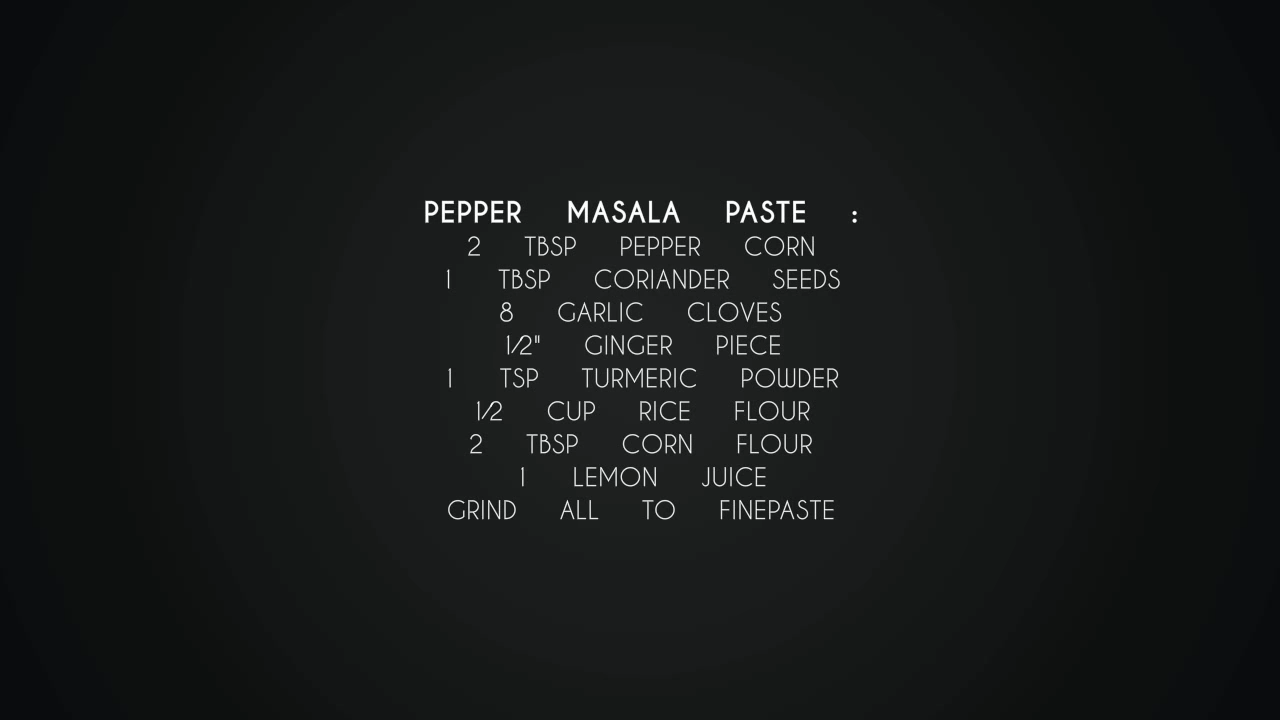 PEPPER MASALA PASTE :
2 TBSP PEPPER CORN
1 TBSP CORIANDER SEEDS
8 GARLIC CLOVES
1/2" GINGER PIECE
1 TSP TURMERIC POWDER
1/2 CUP RICE FLOUR
2 TBSP CORN FLOUR
1 LEMON JUICE
GRIND ALL TO FINEPASTE